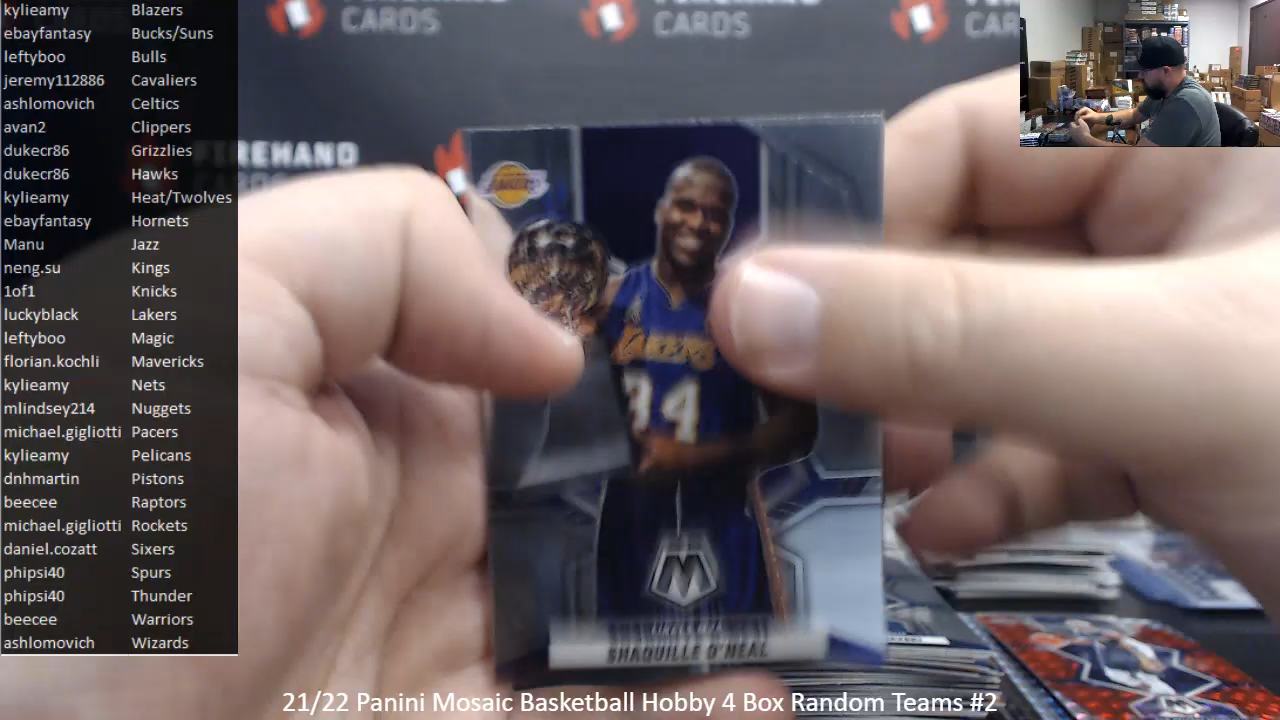 kylieamy Blazers
ebayfantasy Bucks/Suns
leftyboo Bulls
jeremy112886 Cavaliers
ashlomovich Celtics
avan2 Clippers
dukecr86 Grizzlies
dukecr86 Hawks
kylieamy Heat/Twolves
ebayfantasy Hornets
Manu Jazz
neng.su Kings
1of1 Knicks
luckyblack Lakers
leftyboo Magic
florian.kochli Mavericks
kylieamy Nets
mlindsey214 Nuggets
michael.gigliotti Pacers
kylieamy Pelicans
dnhmartin Pistons
beecee Raptors
michael.gigliotti Rockets
daniel.cozatt Sixers
phipsi40 Spurs
phipsi40 Thunder
beecee Warriors
ashlomovich Wizards
CARDS
CARDS
FIREHAND
LAKERS
LAKERS
34
M
SHAQUILLE O'NEAL
21/22 Panini Mosaic Basketball Hobby 4 Box Random Teams #2